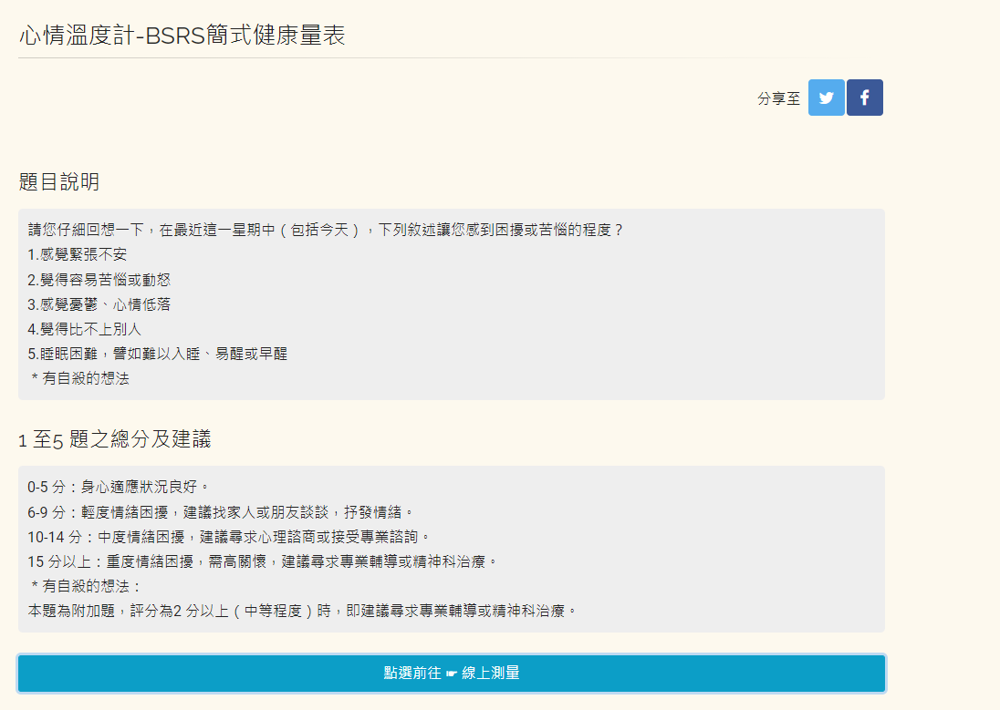 心情溫度計-BSRS簡式健康量表
分享至
題目說明
請您仔細回想一下，在最近這一星期中（包括今天），下列敘述讓您感到困擾或苦惱的程度？
1.感覺緊張不安
2.覺得容易苦惱或動怒
3.感覺憂鬱、心情低落
4.覺得比不上別人
5.睡眠困難，譬如難以入睡、易醒或早醒
＊有自殺的想法
1 至5 題之總分及建議
0-5 分：身心適應狀況良好。
6-9 分：輕度情緒困擾，建議找家人或朋友談談，抒發情緒。
10-14 分：中度情緒困擾，建議尋求心理諮商或接受專業諮詢。
15 分以上：重度情緒困擾，需高關懷，建議尋求專業輔導或精神科治療。
＊有自殺的想法：
本題為附加題，評分為2 分以上（中等程度）時，即建議尋求專業輔導或精神科治療。
點選前往 ☛ 線上測量